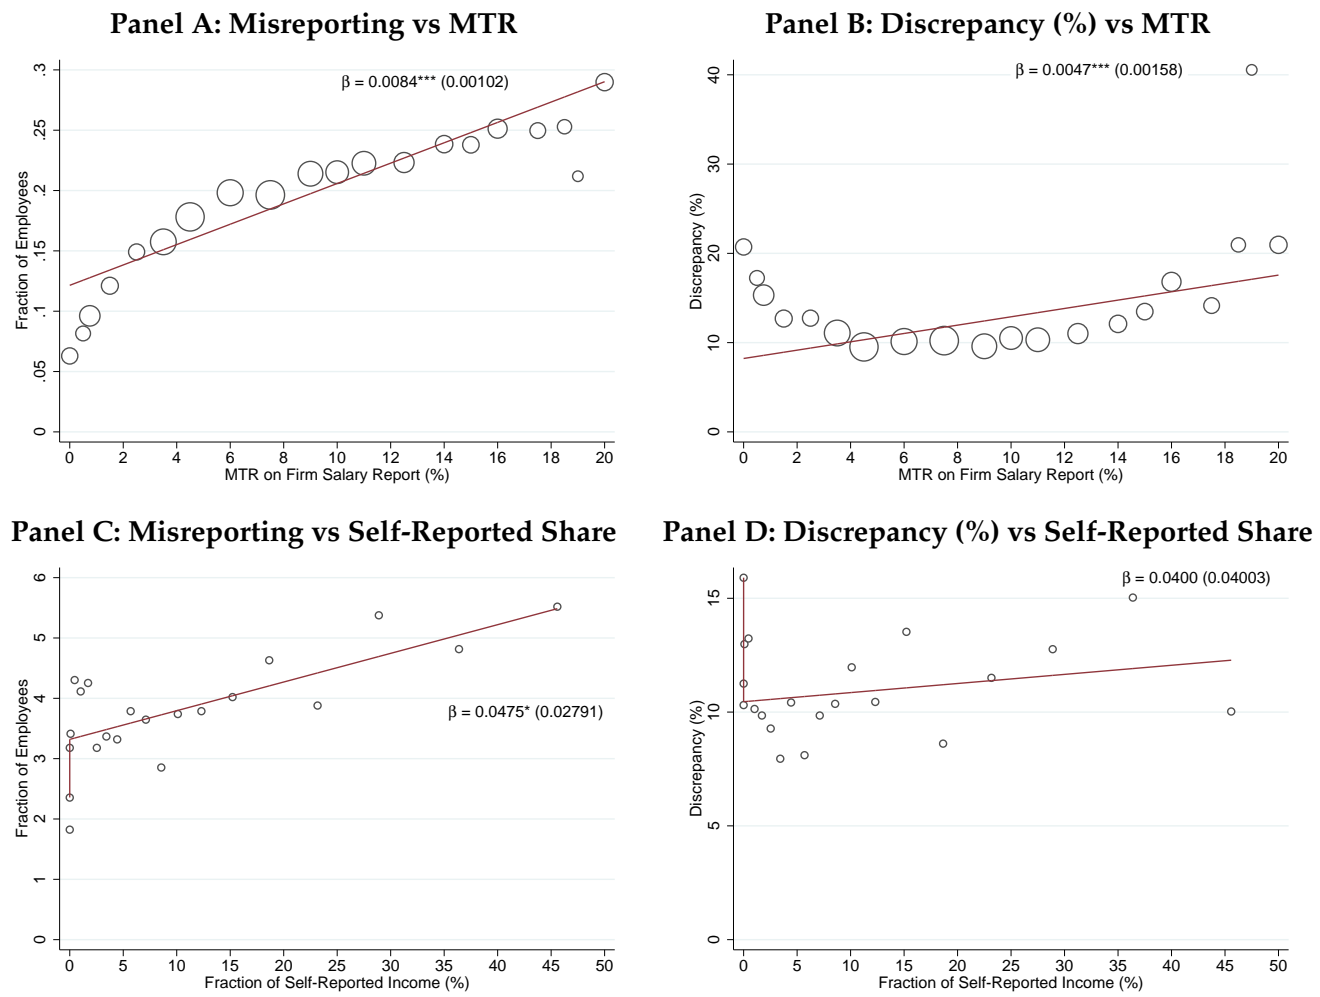 Panel A: Misreporting vs MTR
β = 0.0084*** (0.00102)
Fraction of Employees
.3
.25
.2
.15
.1
.05
0
0 2 4 6 8 10 12 14 16 18 20
MTR on Firm Salary Report (%)
Panel B: Discrepancy (%) vs MTR
β = 0.0047*** (0.00158)
Discrepancy (%)
40
30
20
10
0
0 2 4 6 8 10 12 14 16 18 20
MTR on Firm Salary Report (%)
Panel C: Misreporting vs Self-Reported Share
β = 0.0475* (0.02791)
Fraction of Employees
6
5
4
3
2
1
0
0 5 10 15 20 25 30 35 40 45 50
Fraction of Self-Reported Income (%)
Panel D: Discrepancy (%) vs Self-Reported Share
β = 0.0400 (0.04003)
Discrepancy (%)
15
10
5
0
0 5 10 15 20 25 30 35 40 45 50
Fraction of Self-Reported Income (%)